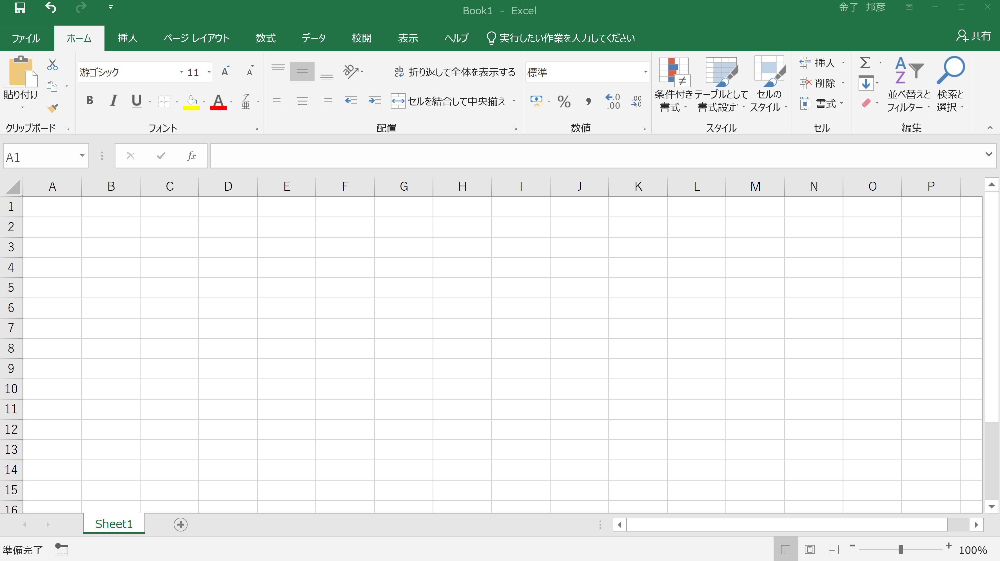 Book1 - Excel
金子 邦彦
ファイル ホーム 挿入 ページ レイアウト 数式 データ 校閲 表示 ヘルプ 実行したい作業を入力してください 共有
游ゴシック 11 A A
ab 折り返して全体を表示する
ab
c
標準
挿入
Σ
A
Z
削除
貼り付け
B I U A ア
亜
セルを結合して中央揃え
% , .0
.00
.00
.0
≠
条件付き
書式
テーブルとして
書式設定
セルの
スタイル
書式
並べ替えと
フィルター
検索と
選択
クリップボード フォント 配置 数値 スタイル セル 編集
A1 fx
A B C D E F G H I J K L M N O P
1
2
3
4
5
6
7
8
9
10
11
12
13
14
15
16
Sheet1
準備完了 100%